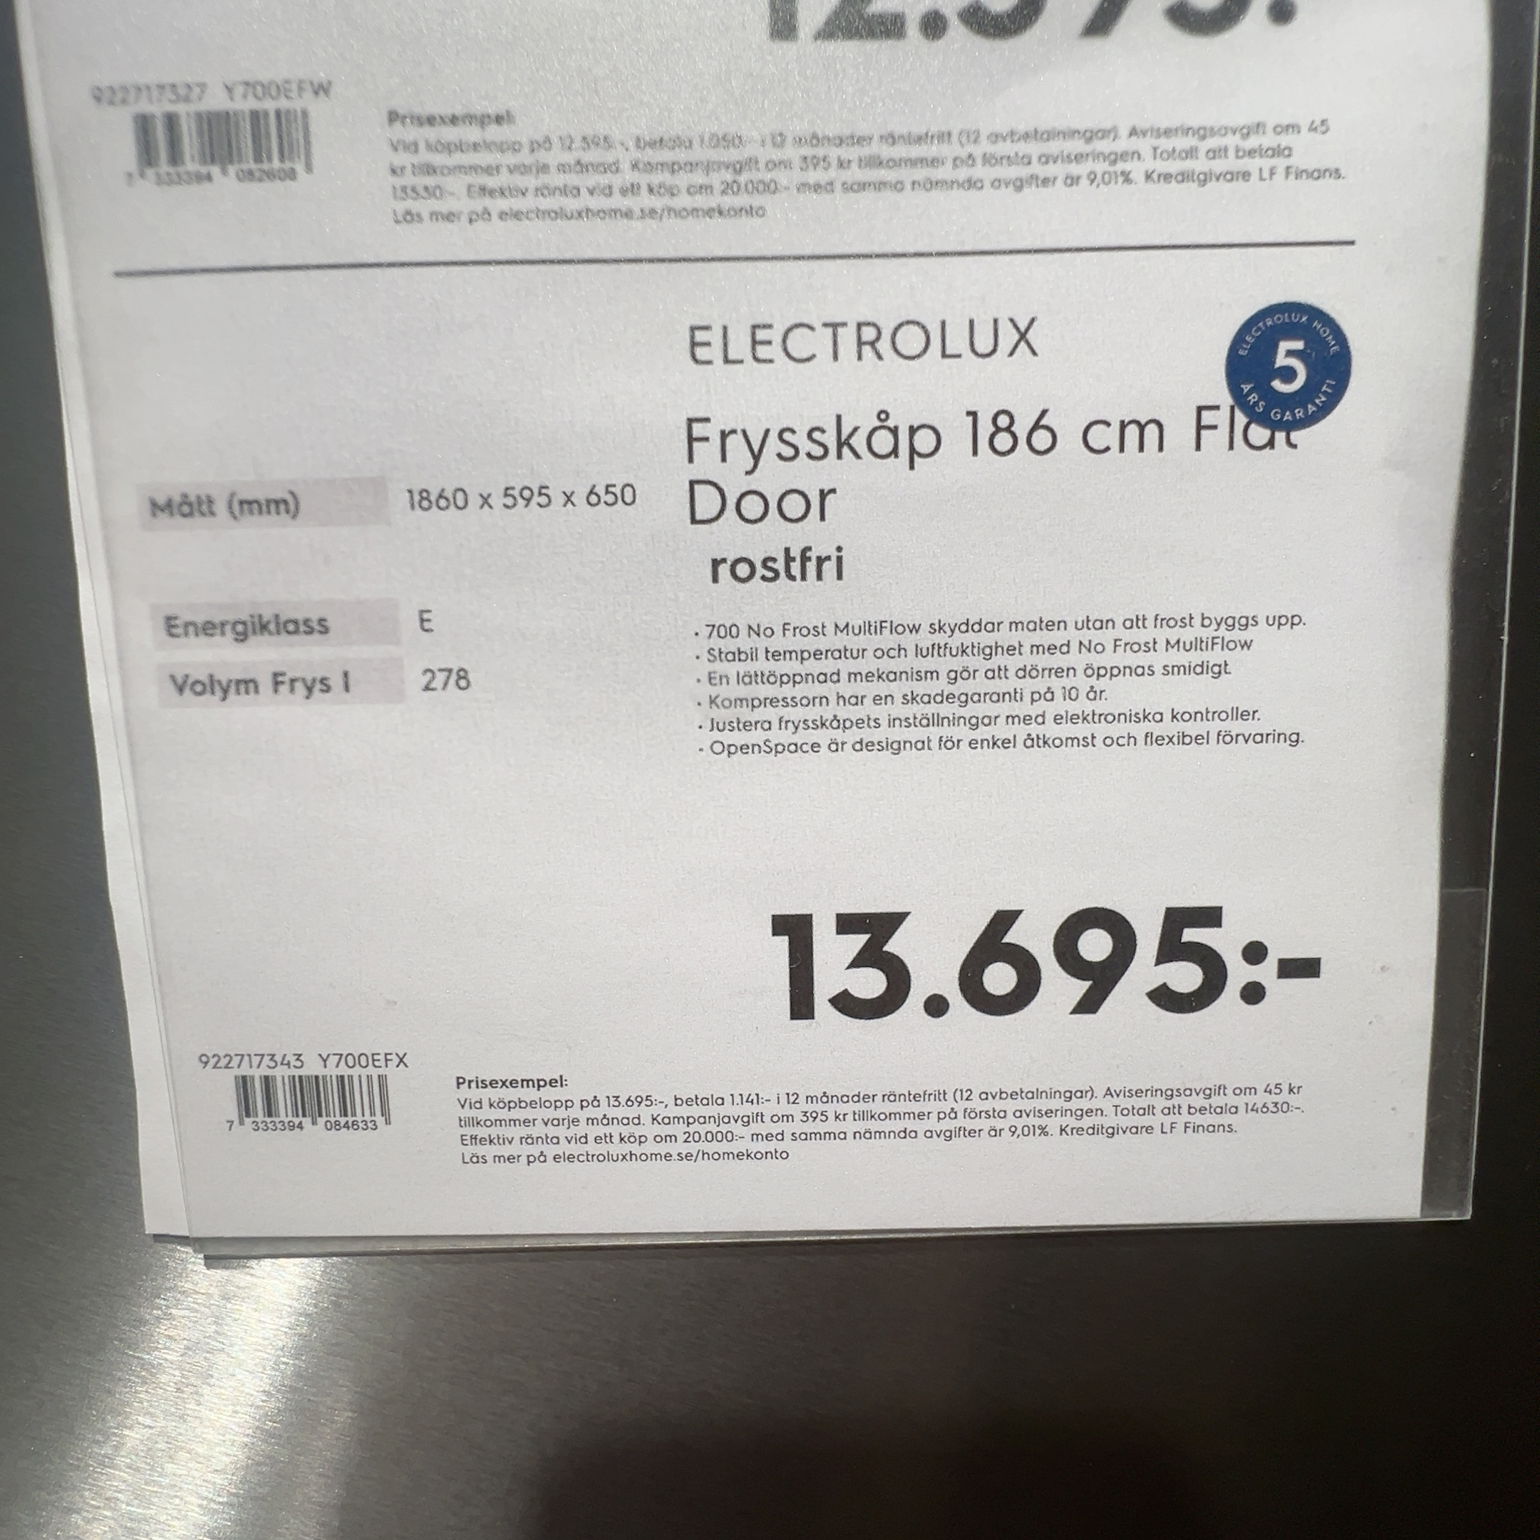 12.595:-
922717327 Y700EFW
7 333394 082608
Prisexempel:
Vid köpbelopp på 12.595:-, betala 1.050:- i 12 månader räntefritt (12 avbetalningar). Aviseringsavgift om 45
kr tillkommer varje månad. Kampanjavgift om 395 kr tillkommer på första aviseringen. Totalt att betala
13530:-. Effektiv ränta vid ett köp om 20.000:- med samma nämnda avgifter är 9,01%. Kreditgivare LF Finans.
Läs mer på electroluxhome.se/homekonto
ELECTROLUX
ELECTROLUX HOME
5
ÅRS GARANTI
Frysskåp 186 cm Flat
Door
rostfri
Mått (mm) 1860 x 595 x 650
Energiklass E
Volym Frys l 278
· 700 No Frost MultiFlow skyddar maten utan att frost byggs upp.
· Stabil temperatur och luftfuktighet med No Frost MultiFlow
· En lättöppnad mekanism gör att dörren öppnas smidigt
· Kompressorn har en skadegaranti på 10 år.
· Justera frysskåpets inställningar med elektroniska kontroller.
· OpenSpace är designat för enkel åtkomst och flexibel förvaring.
13.695:-
922717343 Y700EFX
7 333394 084633
Prisexempel:
Vid köpbelopp på 13.695:-, betala 1.141:- i 12 månader räntefritt (12 avbetalningar). Aviseringsavgift om 45 kr
tillkommer varje månad. Kampanjavgift om 395 kr tillkommer på första aviseringen. Totalt att betala 14630:-.
Effektiv ränta vid ett köp om 20.000:- med samma nämnda avgifter är 9,01%. Kreditgivare LF Finans.
Läs mer på electroluxhome.se/homekonto